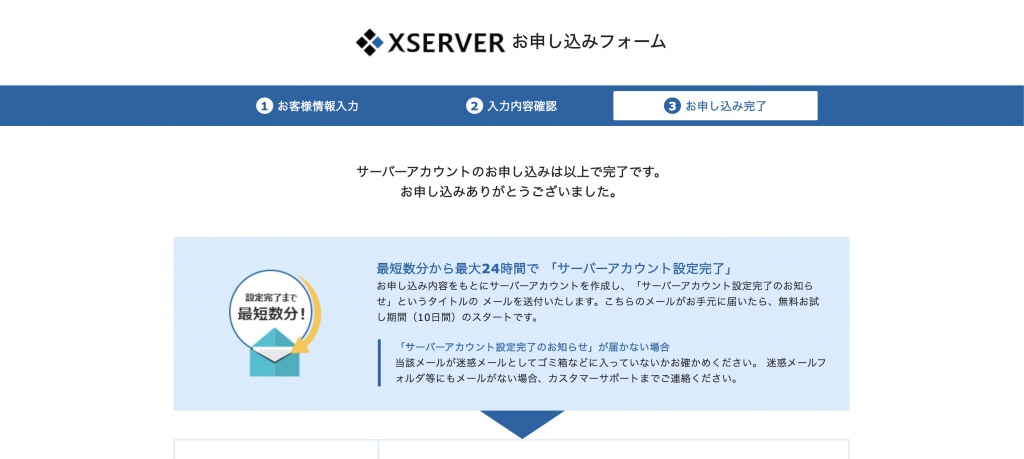 XSERVER お申し込みフォーム
1 お客様情報入力
2 入力内容確認
3 お申し込み完了
サーバーアカウントのお申し込みは以上で完了です。
お申し込みありがとうございました。
設定完了まで
最短数分！
最短数分から最大24時間で 「サーバーアカウント設定完了」
お申し込み内容をもとにサーバーアカウントを作成し、「サーバーアカウント設定完了のお知ら
せ」というタイトルの メールを送付いたします。こちらのメールがお手元に届いたら、無料お試
し期間（10日間）のスタートです。
「サーバーアカウント設定完了のお知らせ」が届かない場合
当該メールが迷惑メールとしてゴミ箱などに入っていないかお確かめください。 迷惑メールフ
ォルダ等にもメールがない場合、カスタマーサポートまでご連絡ください。